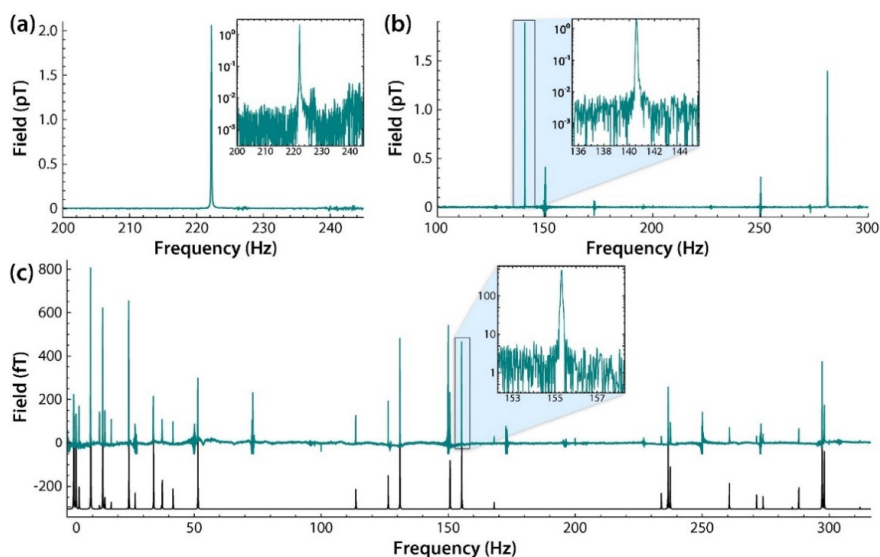 (a)
Field (pT)
2.0
1.5
1.0
0.5
0
200 210 220 230 240
Frequency (Hz)
10⁰
10⁻¹
10⁻²
10⁻³
200 210 220 230 240
(b)
Field (pT)
1.8
1.2
0.6
0
100 150 200 250 300
Frequency (Hz)
10⁰
10⁻¹
10⁻²
10⁻³
136 138 140 142 144
(c)
Field (fT)
800
600
400
200
0
-200
0 50 100 150 200 250 300
Frequency (Hz)
100
10
1
153 155 157